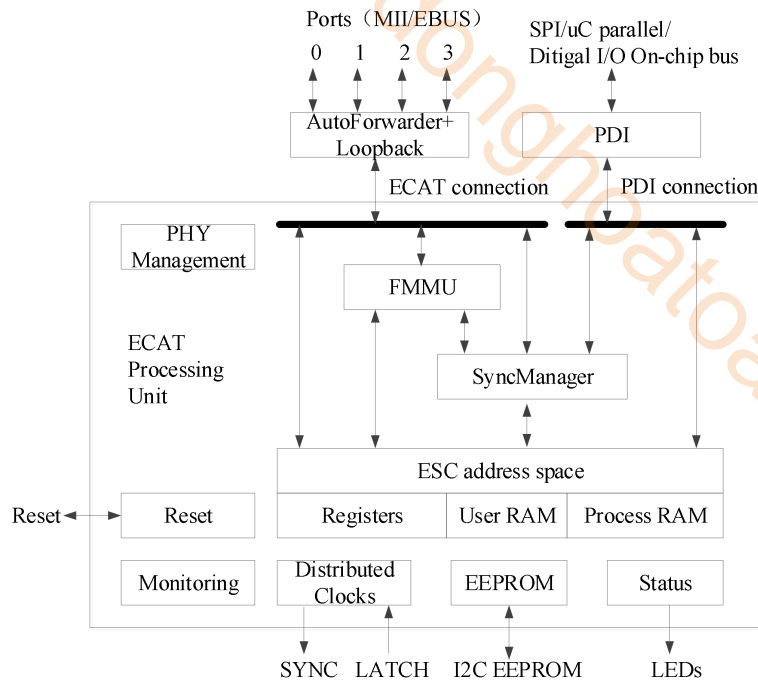 Ports（MII/EBUS）
0 1 2 3
SPI/uC parallel/
Ditigal I/O On-chip bus
AutoForwarder+
Loopback
PDI
ECAT connection
PDI connection
PHY
Management
FMMU
ECAT
Processing
Unit
SyncManager
ESC address space
Reset
Reset
Registers
User RAM
Process RAM
Monitoring
Distributed
Clocks
EEPROM
Status
SYNC
LATCH
I2C EEPROM
LEDs
donghoatoa